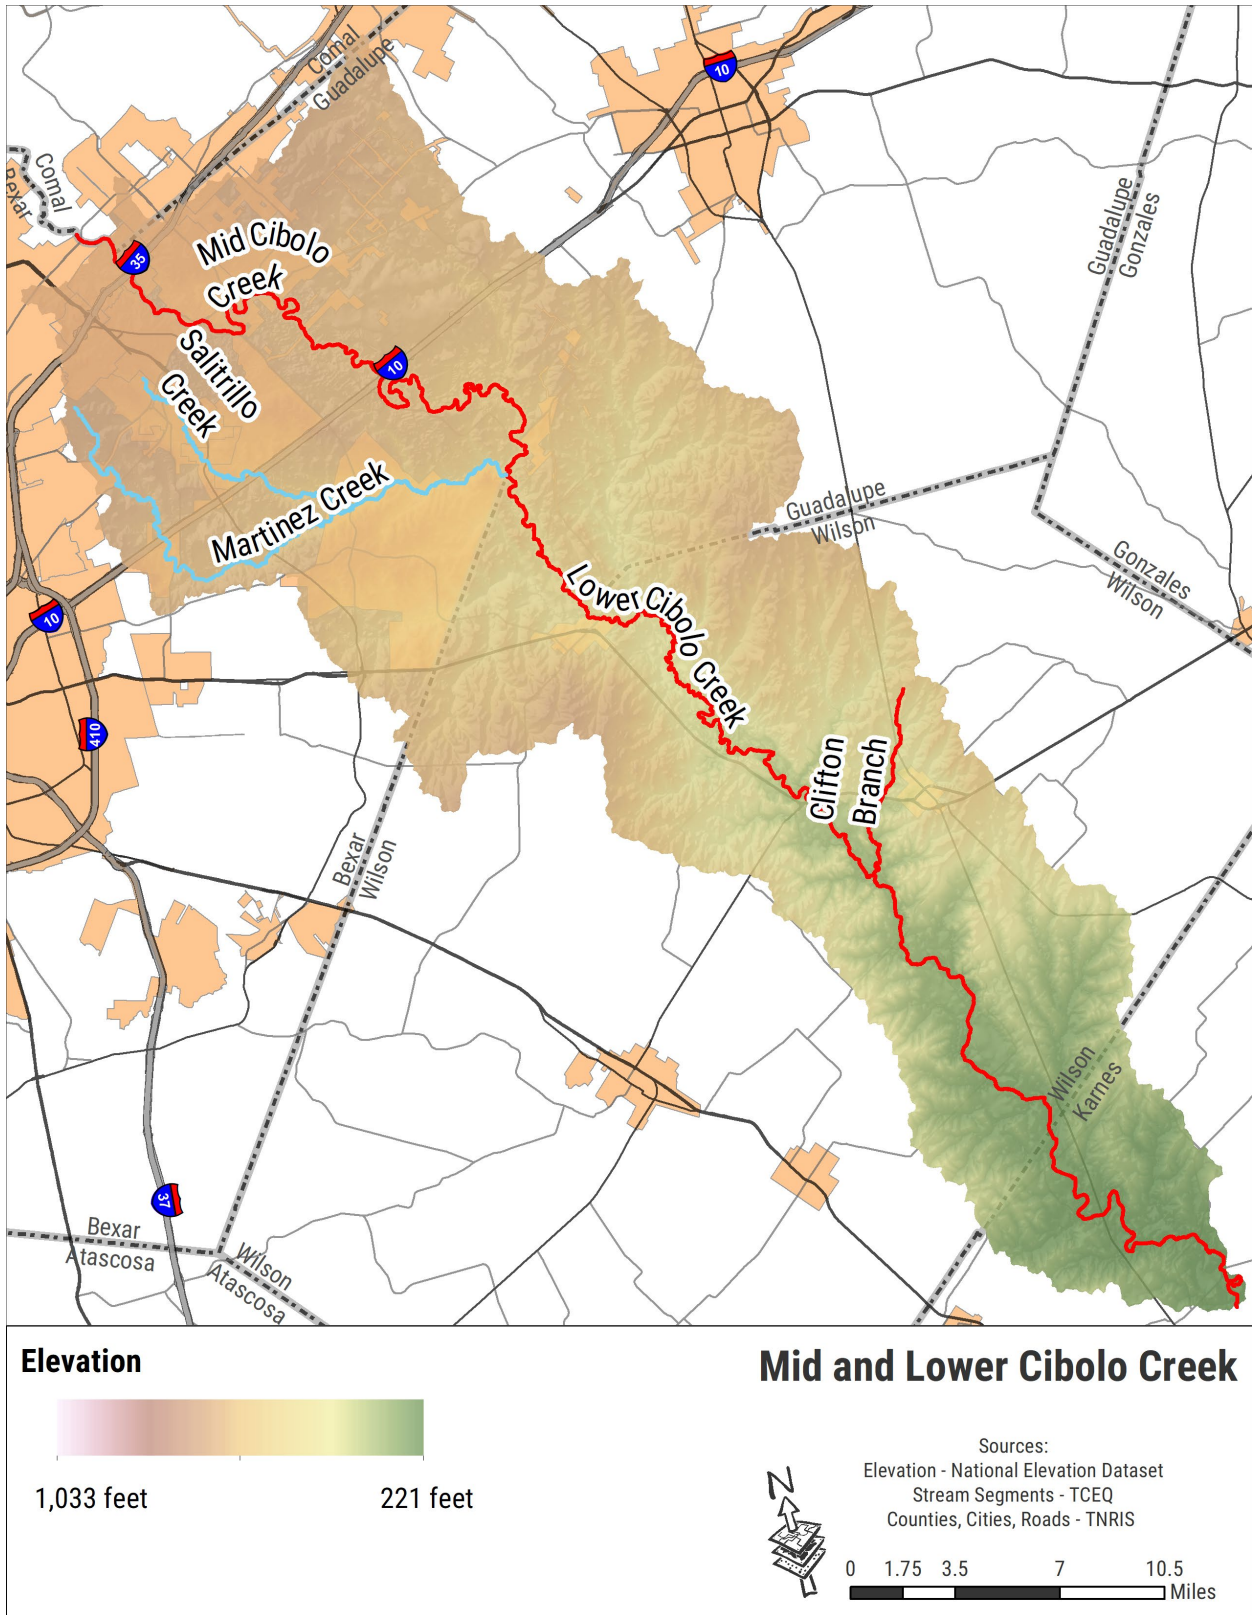 Comal
Guadalupe
10
Comal
Bexar
Guadalupe
Gonzales
35
Mid Cibolo
Creek
Salitrillo
Creek
10
Martinez Creek
Guadalupe
Wilson
Gonzales
Wilson
Lower Cibolo Creek
10
410
Clifton
Branch
Bexar
Wilson
Wilson
Karnes
37
Bexar
Atascosa
Wilson
Atascosa
Elevation
1,033 feet
221 feet
Mid and Lower Cibolo Creek
Sources:
Elevation - National Elevation Dataset
Stream Segments - TCEQ
Counties, Cities, Roads - TNRIS
N
0 1.75 3.5 7 10.5
Miles